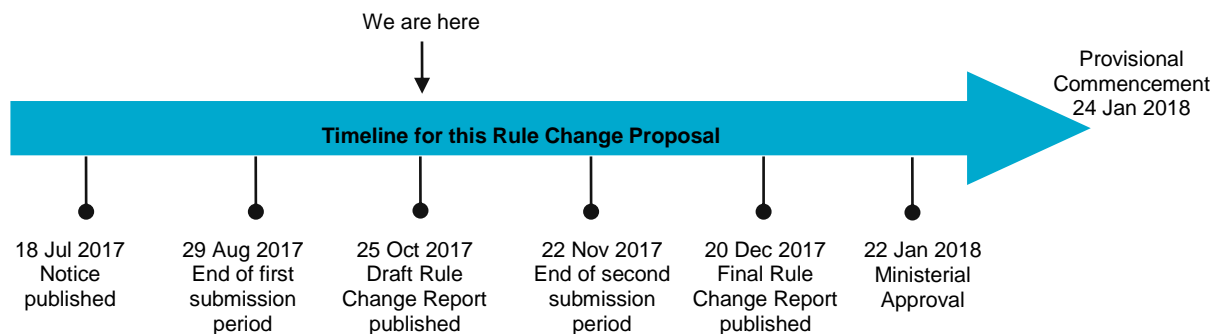 We are here
Provisional
Commencement
24 Jan 2018
Timeline for this Rule Change Proposal
18 Jul 2017
Notice
published
29 Aug 2017
End of first
submission
period
25 Oct 2017
Draft Rule
Change Report
published
22 Nov 2017
End of second
submission
period
20 Dec 2017
Final Rule
Change Report
published
22 Jan 2018
Ministerial
Approval